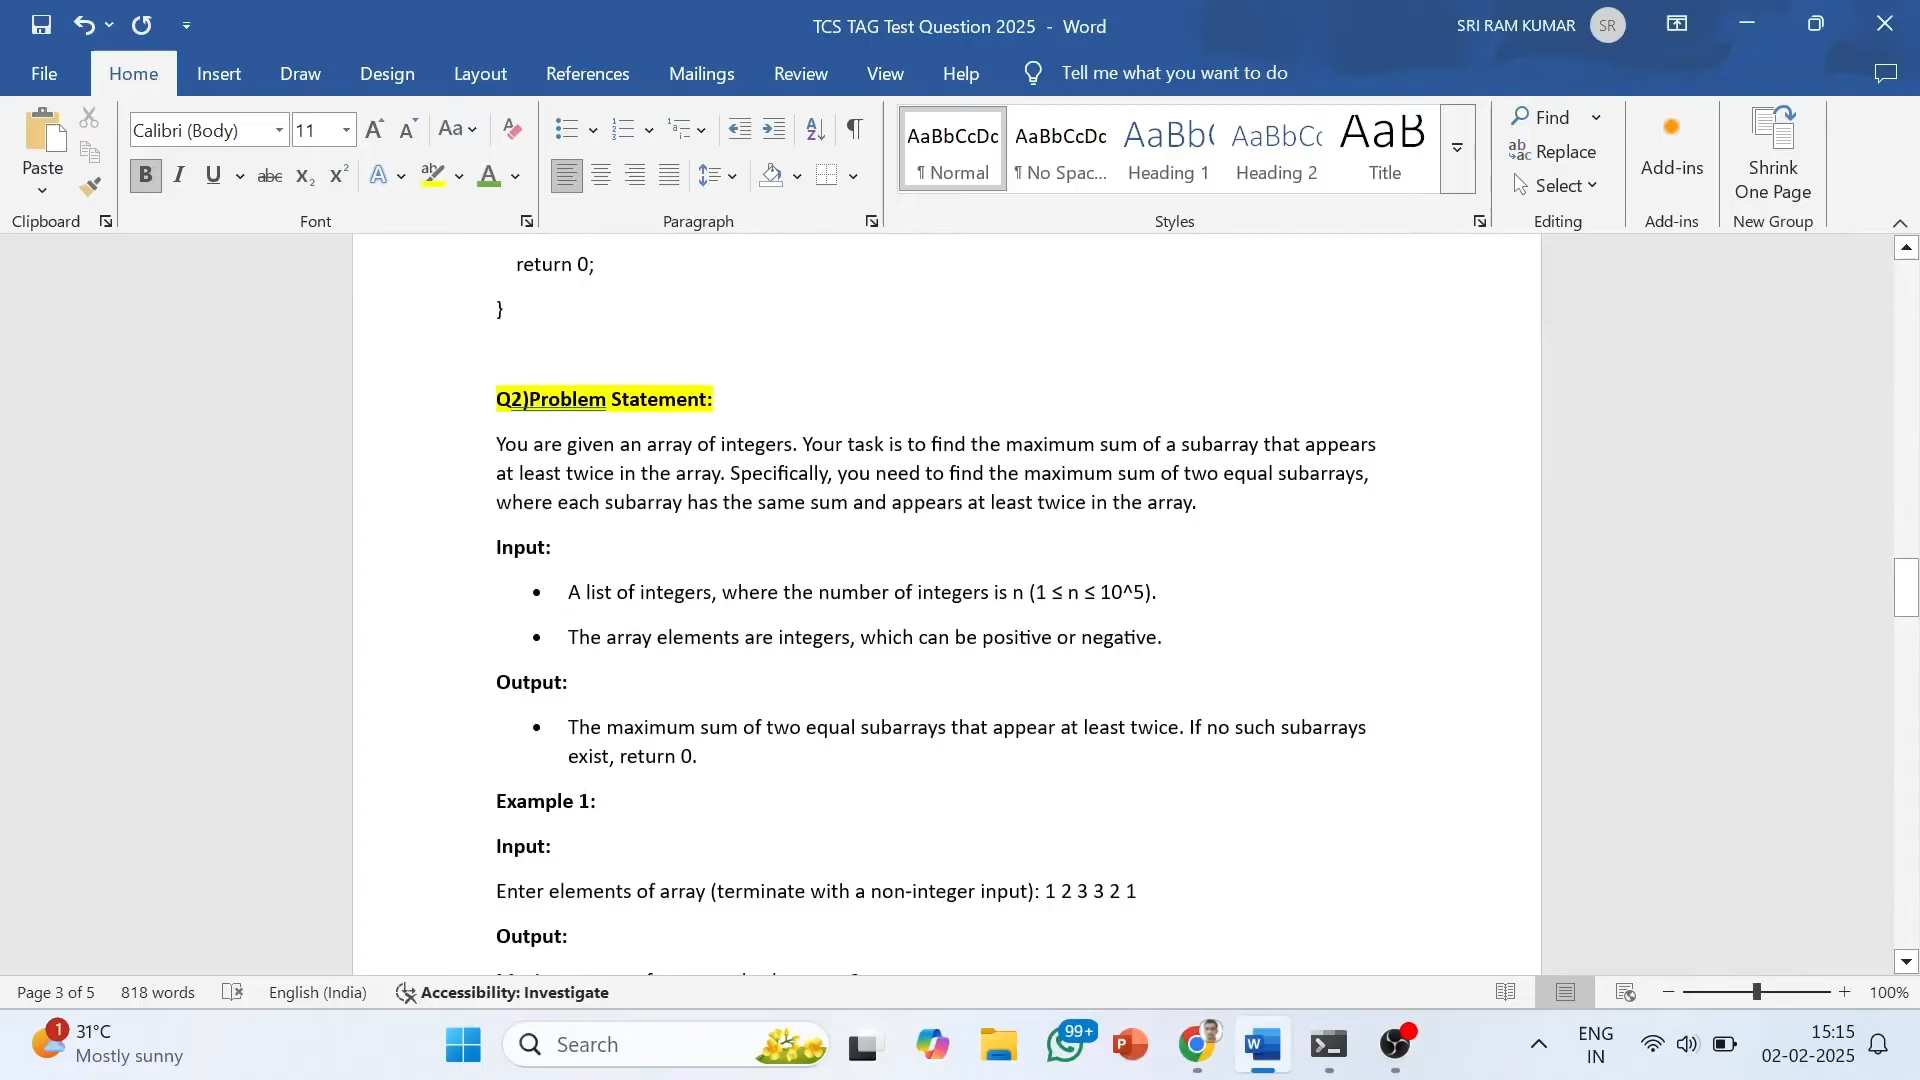 TCS TAG Test Question 2025 - Word
SRI RAM KUMAR SR
File Home Insert Draw Design Layout References Mailings Review View Help Tell me what you want to do
Calibri (Body) 11 Aa
Paste
AaBbCcDc AaBbCcDc AaBb( AaBbCc AaB
¶ Normal ¶ No Spac... Heading 1 Heading 2 Title
Find
Replace
Select
Add-ins
Shrink
One Page
Clipboard Font Paragraph Styles Editing Add-ins New Group
return 0;
}
Q2)Problem Statement:
You are given an array of integers. Your task is to find the maximum sum of a subarray that appears
at least twice in the array. Specifically, you need to find the maximum sum of two equal subarrays,
where each subarray has the same sum and appears at least twice in the array.
Input:
• A list of integers, where the number of integers is n (1 ≤ n ≤ 10^5).
• The array elements are integers, which can be positive or negative.
Output:
• The maximum sum of two equal subarrays that appear at least twice. If no such subarrays
exist, return 0.
Example 1:
Input:
Enter elements of array (terminate with a non-integer input): 1 2 3 3 2 1
Output:
Page 3 of 5 818 words English (India) Accessibility: Investigate 100%
1 31°C
Mostly sunny
Search
99+
ENG
IN
15:15
02-02-2025